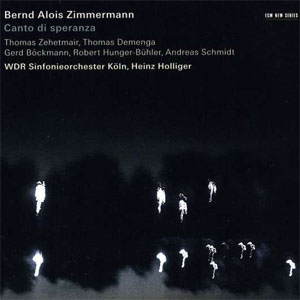 Bernd Alois Zimmermann
ECM NEW SERIES
Canto di speranza
Thomas Zehetmair, Thomas Demenga
Gerd Böckmann, Robert Hunger-Bühler, Andreas Schmidt
WDR Sinfonieorchester Köln, Heinz Holliger